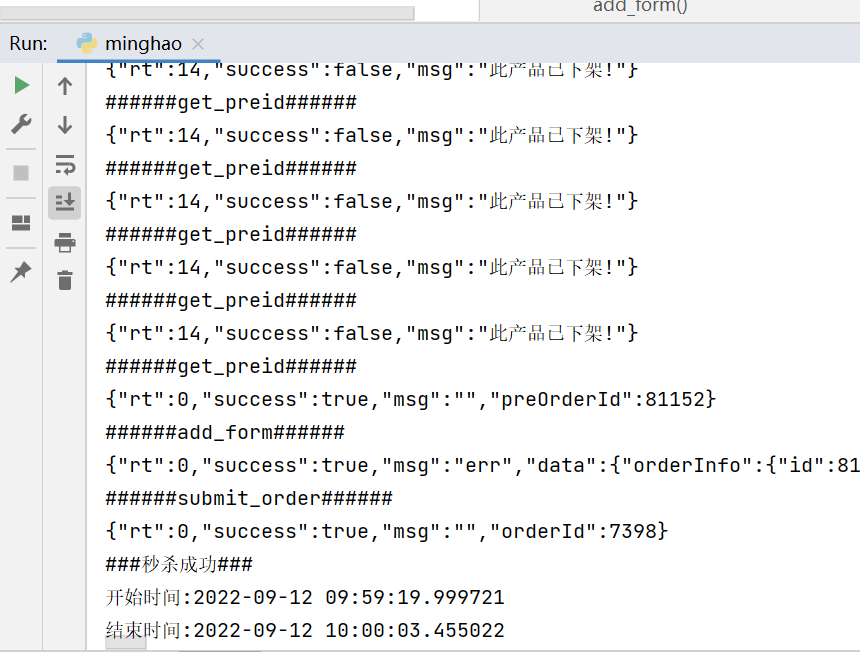 add_form()
Run: minghao
{"rt":14,"success":false,"msg":"此产品已下架!"}
######get_preid######
{"rt":14,"success":false,"msg":"此产品已下架!"}
######get_preid######
{"rt":14,"success":false,"msg":"此产品已下架!"}
######get_preid######
{"rt":14,"success":false,"msg":"此产品已下架!"}
######get_preid######
{"rt":14,"success":false,"msg":"此产品已下架!"}
######get_preid######
{"rt":0,"success":true,"msg":"","preOrderId":81152}
######add_form######
{"rt":0,"success":true,"msg":"err","data":{"orderInfo":{"id":81
######submit_order######
{"rt":0,"success":true,"msg":"","orderId":7398}
###秒杀成功###
开始时间:2022-09-12 09:59:19.999721
结束时间:2022-09-12 10:00:03.455022